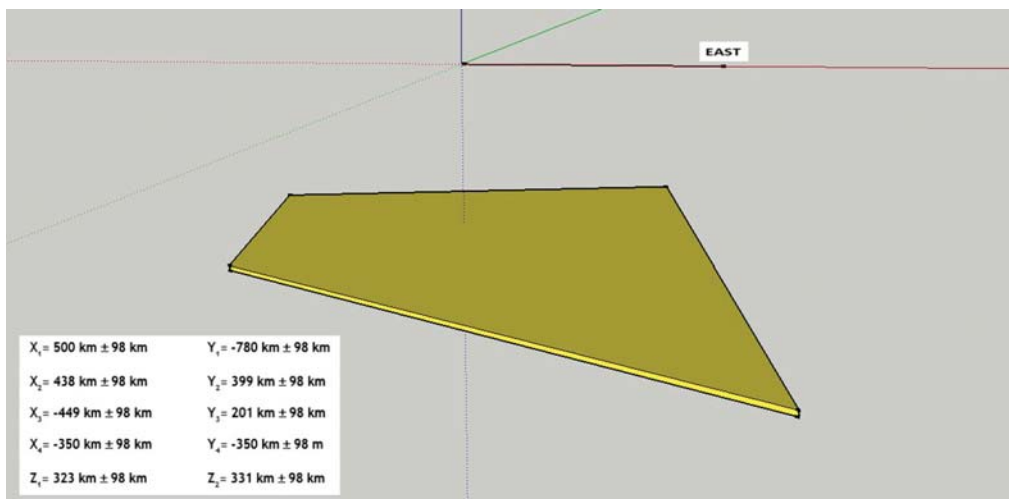 EAST
X₁= 500 km ± 98 km Y₁= -780 km ± 98 km
X₂= 438 km ± 98 km Y₂= 399 km ± 98 km
X₃= -449 km ± 98 km Y₃= 201 km ± 98 km
X₄= -350 km ± 98 km Y₄= -350 km ± 98 m
Z₁= 323 km ± 98 km Z₂= 331 km ± 98 km